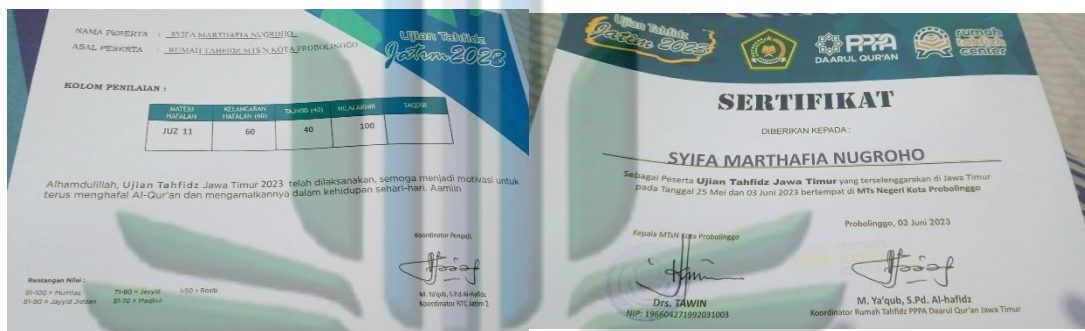 NAMA PESERTA : SYIFA MARTHAFIA NUGROHO
ASAL PESERTA : RUMAH TAHFIDZ MTS N KOTA PROBOLINGGO
Ujian Tahfidz
Jatim 2023
KOLOM PENILAIAN :
MATERI HAFALAN KELANCARAN HAFALAN (60) TAJWID (40) NILAI AKHIR TAQDIR
JUZ 11 60 40 100
Alhamdulillah, Ujian Tahfidz Jawa Timur 2023 telah dilaksanakan, semoga menjadi motivasi untuk
terus menghafal Al-Qur'an dan mengamalkannya dalam kehidupan sehari-hari. Aamiin
Koordinator Penguji,
M. Ya'qub, S.Pd. Al-hafidz
Koordinator RTC Jatim 2
Rentangan Nilai :
91-100 = Mumtaz 71-80 = Jayyid 1-50 = Rosib
81-90 = Jayyid Jiddan 51-70 = Maqbul
Ujian Tahfidz
Jatim 2023
PPPA
DAARUL QUR'AN
rumah
tahfidz
center
SERTIFIKAT
DIBERIKAN KEPADA :
SYIFA MARTHAFIA NUGROHO
Sebagai Peserta Ujian Tahfidz Jawa Timur yang terselenggarakan di Jawa Timur
pada Tanggal 25 Mei dan 03 Juni 2023 bertempat di MTs Negeri Kota Probolinggo
Probolinggo, 03 Juni 2023
Kepala MTsN Kota Probolinggo
Drs. TAWIN
NIP: 196604271992031003
M. Ya'qub, S.Pd. Al-hafidz
Koordinator Rumah Tahfidz PPPA Daarul Qur'an Jawa Timur